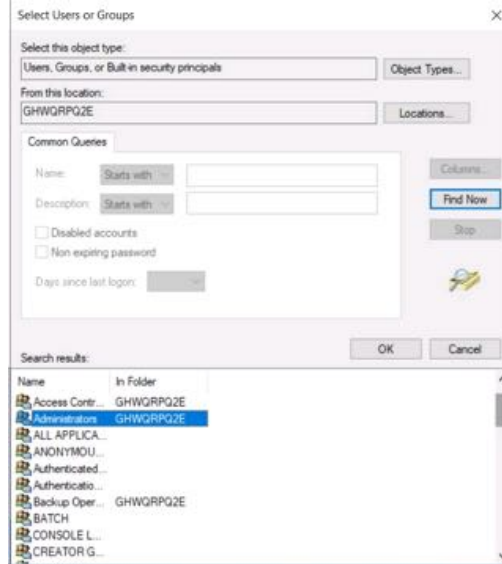 Select Users or Groups
Select this object type:
Users, Groups, or Built-in security principals
Object Types...
From this location:
GHWQRPQ2E
Locations...
Common Queries
Name:
Starts with
Columns...
Description:
Starts with
Find Now
Disabled accounts
Stop
Non expiring password
Days since last logon:
OK
Cancel
Search results:
Name In Folder
Access Contr... GHWQRPQ2E
Administrators GHWQRPQ2E
ALL APPLICA...
ANONYMOU...
Authenticated...
Authenticatio...
Backup Oper... GHWQRPQ2E
BATCH
CONSOLE L...
CREATOR G...